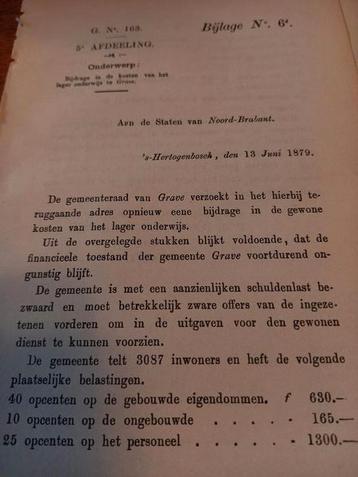 G. Nº. 163.
Bijlage Nº. 6ᵈ.
5ᵉ AFDEELING.
Onderwerp:
Bijdrage in de kosten van het
lager onderwijs te Grave.
Aan de Staten van Noord-Brabant.
's-Hertogenbosch, den 13 Juni 1879.
De gemeenteraad van Grave verzoekt in het hierbij te-
ruggaande adres opnieuw eene bijdrage in de gewone
kosten van het lager onderwijs.
Uit de overgelegde stukken blijkt voldoende, dat de
financieele toestand der gemeente Grave voortdurend on-
gunstig blijft.
De gemeente is met een aanzienlijken schuldenlast be-
zwaard en moet betrekkelijk zware offers van de ingeze-
tenen vorderen om in de uitgaven voor den gewonen
dienst te kunnen voorzien.
De gemeente telt 3087 inwoners en heft de volgende
plaatselijke belastingen.
40 opcenten op de gebouwde eigendommen. f 630.—
10 opcenten op de ongebouwde . . . . - 165.—
25 opcenten op het personeel . . . . . - 1300.—